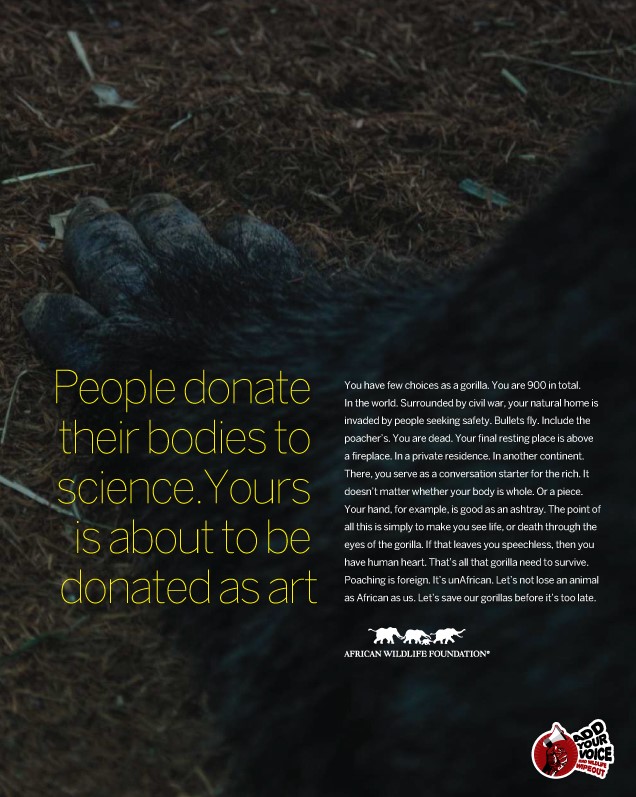 People donate
their bodies to
science. Yours
is about to be
donated as art
You have few choices as a gorilla. You are 900 in total.
In the world. Surrounded by civil war, your natural home is
invaded by people seeking safety. Bullets fly. Include the
poacher's. You are dead. Your final resting place is above
a fireplace. In a private residence. In another continent.
There, you serve as a conversation starter for the rich. It
doesn't matter whether your body is whole. Or a piece.
Your hand, for example, is good as an ashtray. The point of
all this is simply to make you see life, or death through the
eyes of the gorilla. If that leaves you speechless, then you
have human heart. That's all that gorilla need to survive.
Poaching is foreign. It's unAfrican. Let's not lose an animal
as African as us. Let's save our gorillas before it's too late.
AFRICAN WILDLIFE FOUNDATION®
ADD
YOUR
VOICE
END WILDLIFE
WIPEOUT